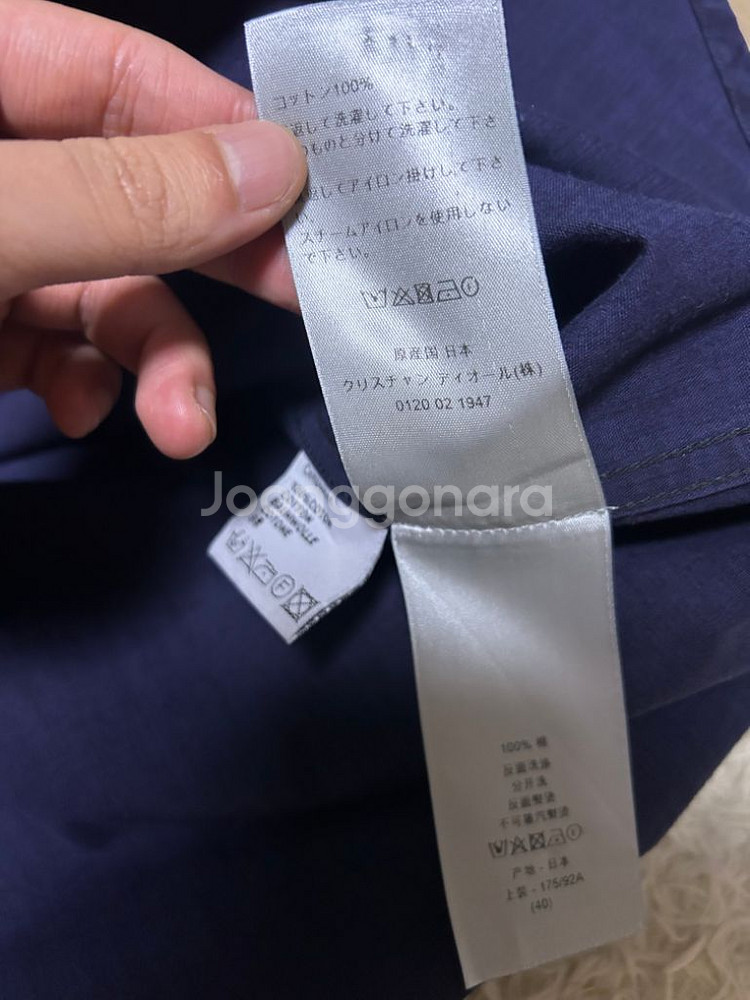 コットン100%
返して洗濯して下さい。
のものと分けて洗濯して下さ
返してアイロン掛けして下さ
スチームアイロンを使用しない
で下さい。
原産国 日本
クリスチャン ディオール(株)
0120 02 1947
Joonggonara
100% 棉
反面洗涤
分开洗
反面熨烫
不可蒸汽熨烫
产地 - 日本
上装 - 175/92A
(40)